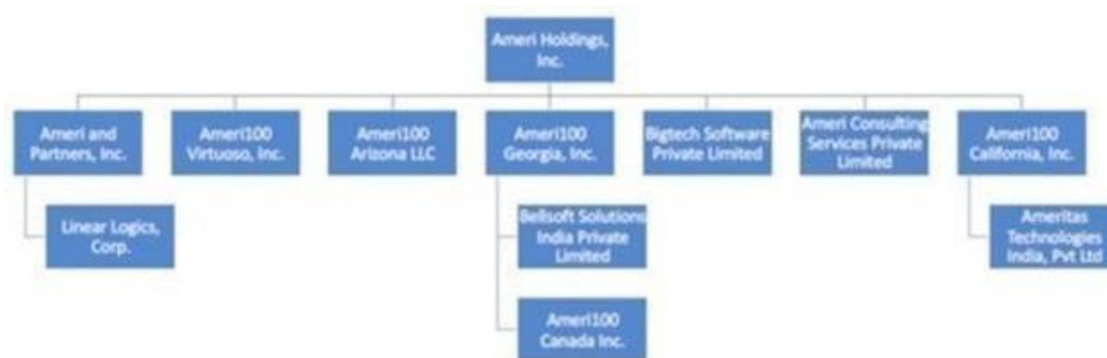 Ameri Holdings,
Inc.
Ameri and
Partners, Inc.
Ameri100
Virtuoso, Inc.
Ameri100
Arizona LLC
Ameri100
Georgia, Inc.
Bigtech Software
Private Limited
Ameri Consulting
Services Private
Limited
Ameri100
California, Inc.
Linear Logics,
Corp.
Bellsoft Solutions
India Private
Limited
Ameritas
Technologies
India, Pvt Ltd
Ameri100
Canada Inc.